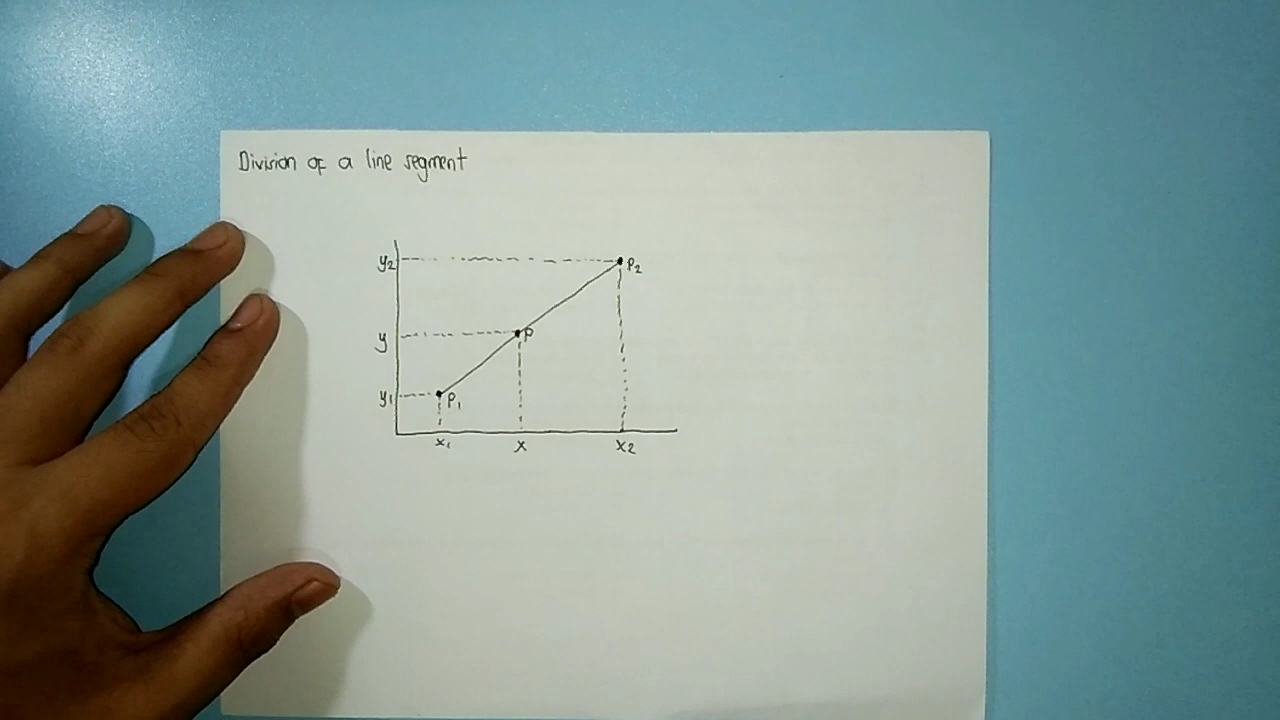 Division of a line segment
y₂
P₂
y
P
y₁
P₁
x₁
x
x₂